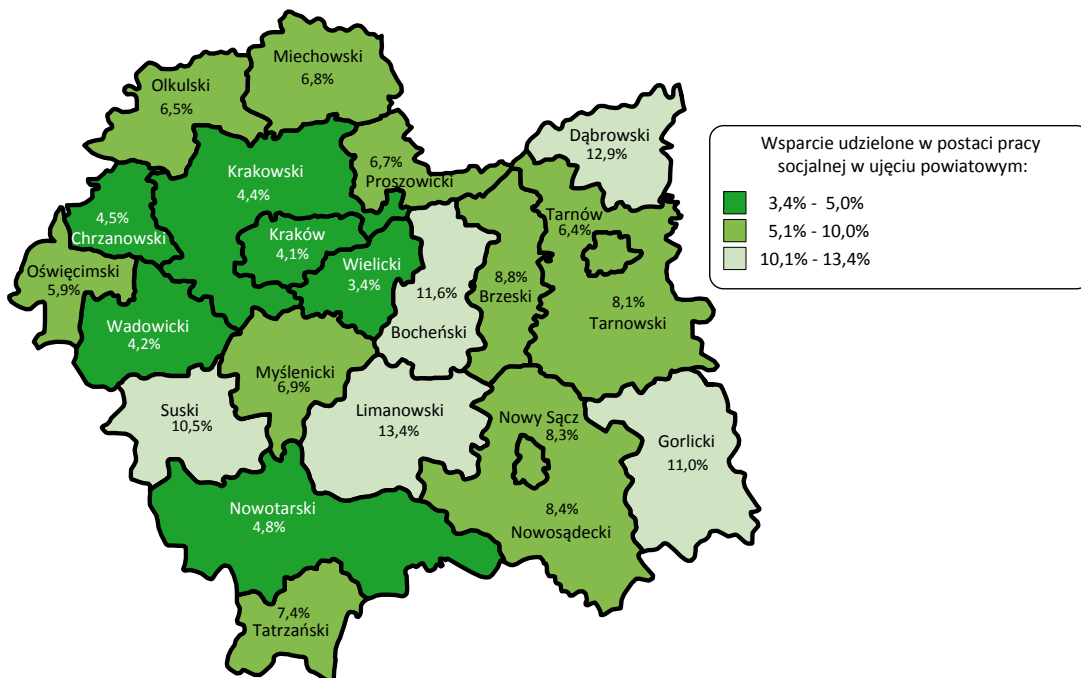 Miechowski
6,8%
Olkulski
6,5%
Dąbrowski
12,9%
Krakowski
4,4%
6,7%
Proszowicki
4,5%
Chrzanowski
Kraków
4,1%
Wielicki
3,4%
Tarnów
6,4%
Oświęcimski
5,9%
11,6%
Bocheński
8,8%
Brzeski
8,1%
Tarnowski
Wadowicki
4,2%
Myślenicki
6,9%
Suski
10,5%
Limanowski
13,4%
Nowy Sącz
8,3%
Gorlicki
11,0%
Nowotarski
4,8%
8,4%
Nowosądecki
7,4%
Tatrzański
Wsparcie udzielone w postaci pracy
socjalnej w ujęciu powiatowym:
3,4% - 5,0%
5,1% - 10,0%
10,1% - 13,4%